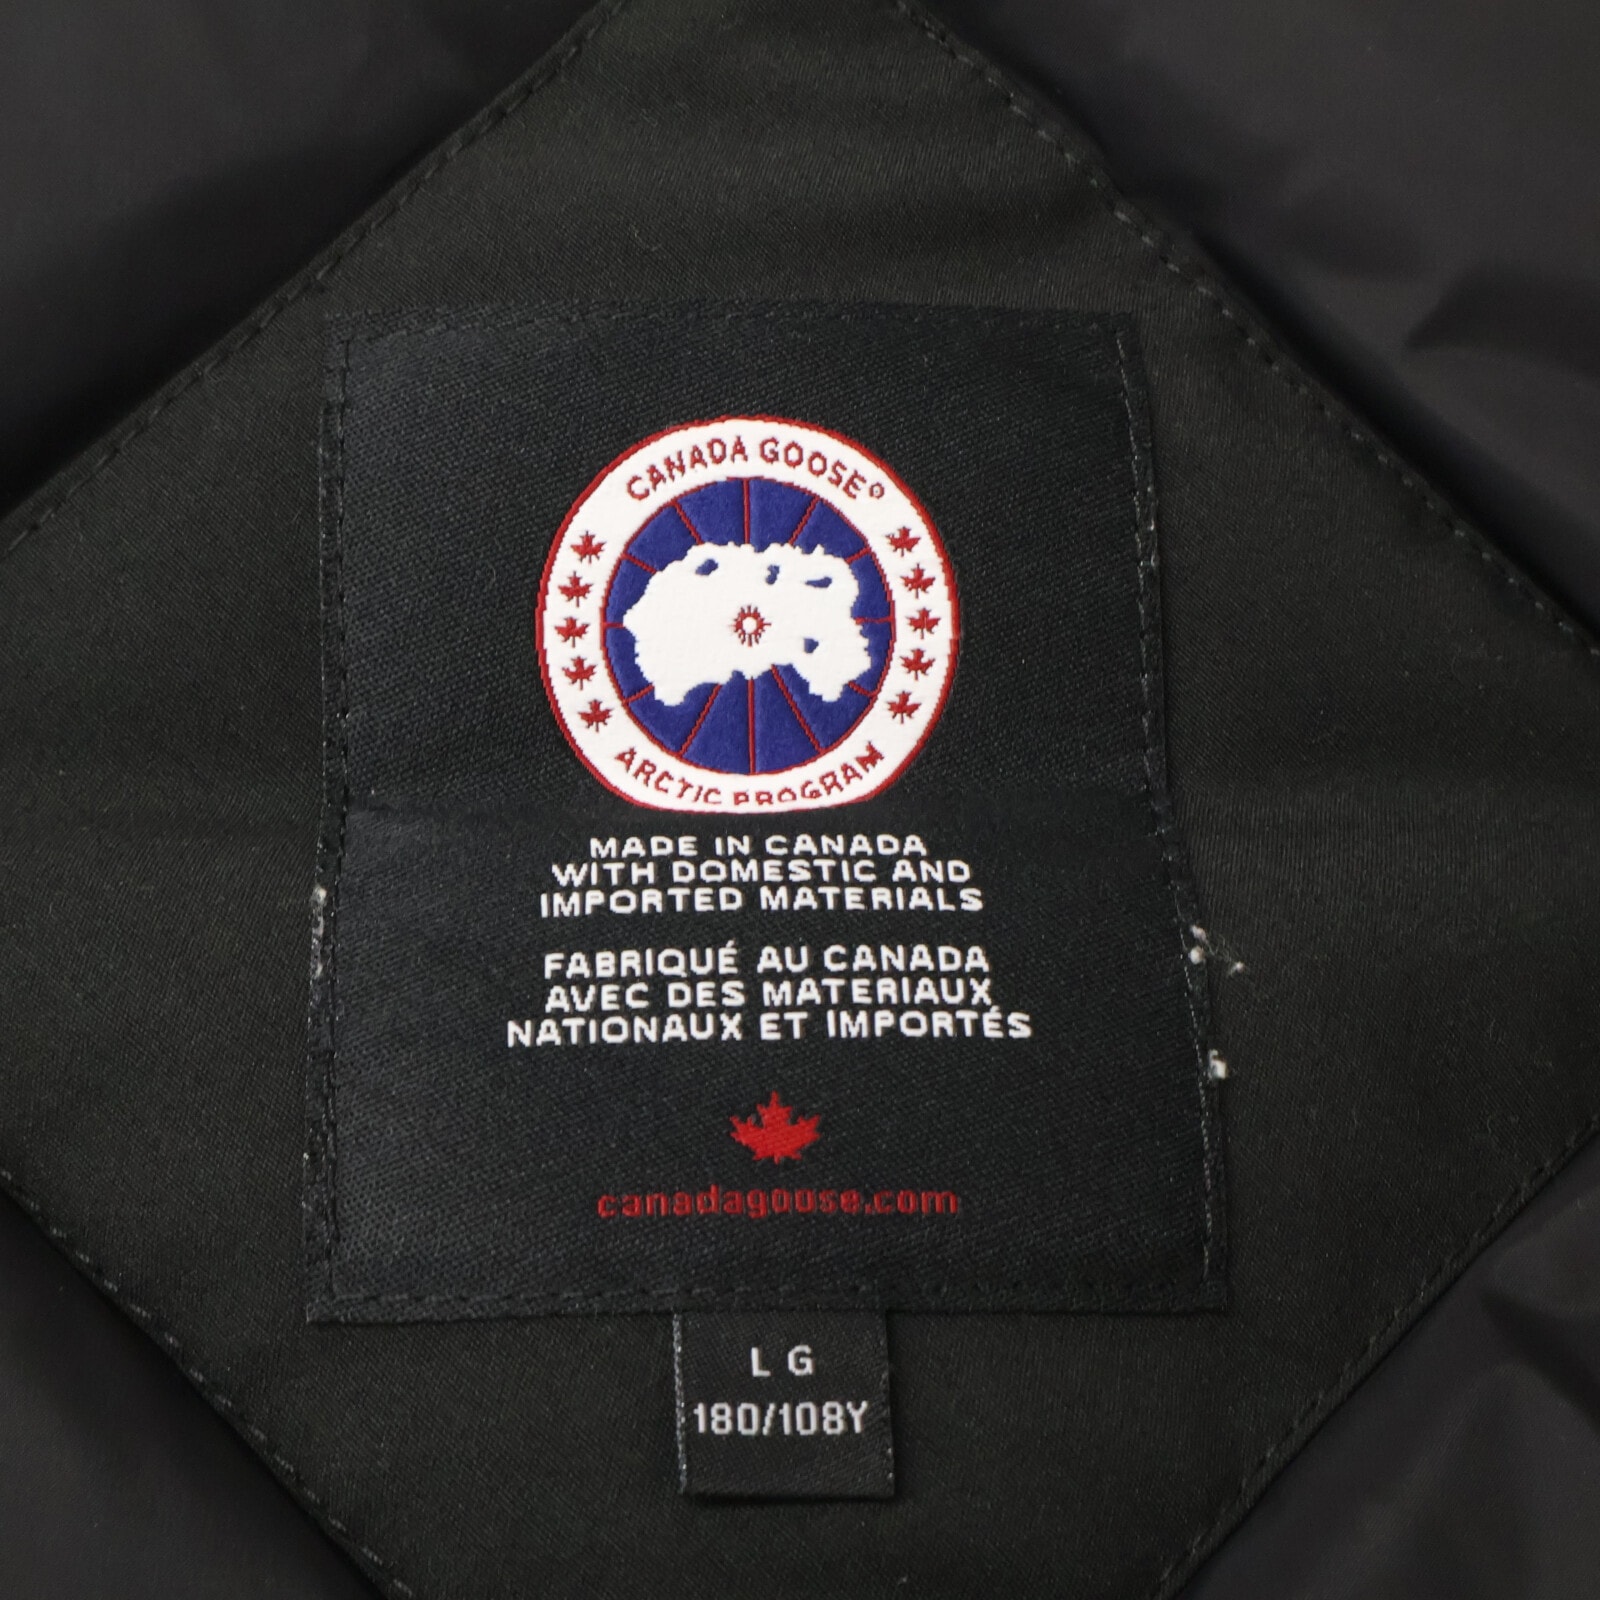 CANADA GOOSE®
ARCTIC PROGRAM
MADE IN CANADA
WITH DOMESTIC AND
IMPORTED MATERIALS
FABRIQUÉ AU CANADA
AVEC DES MATERIAUX
NATIONAUX ET IMPORTÉS
canadagoose.com
LG
180/108Y